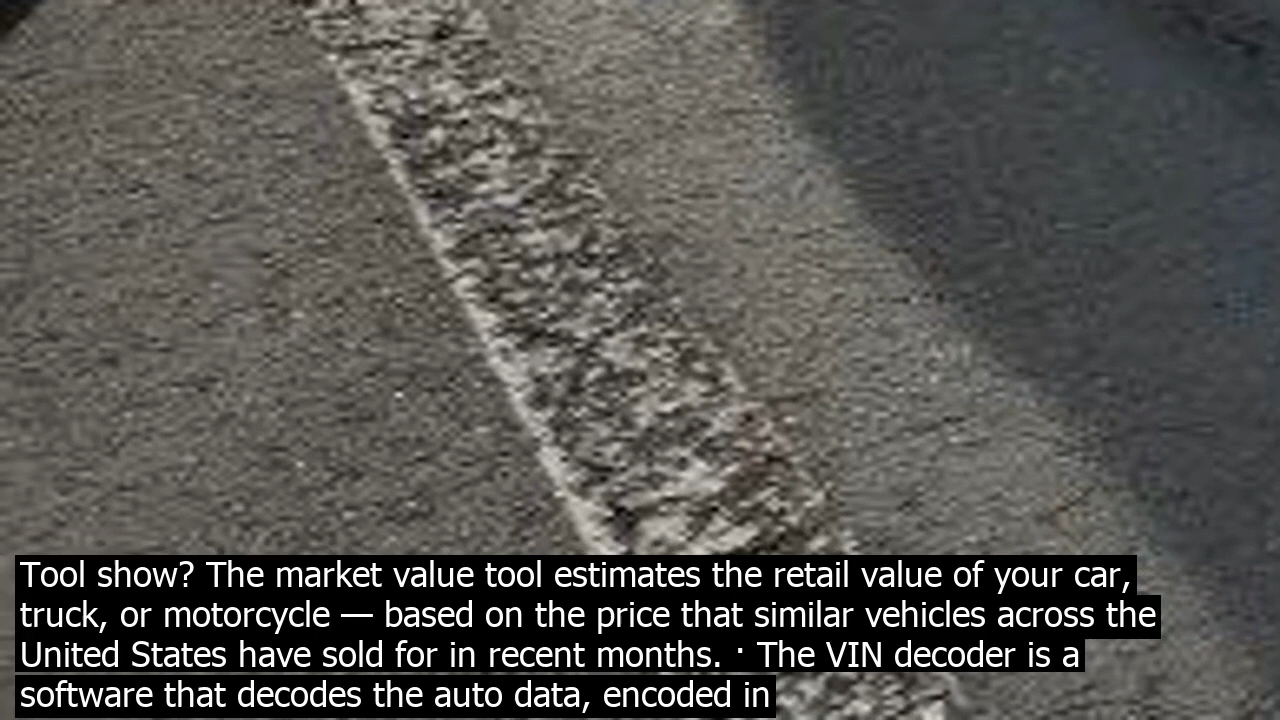 Tool show? The market value tool estimates the retail value of your car,
truck, or motorcycle — based on the price that similar vehicles across the
United States have sold for in recent months. · The VIN decoder is a
software that decodes the auto data, encoded in